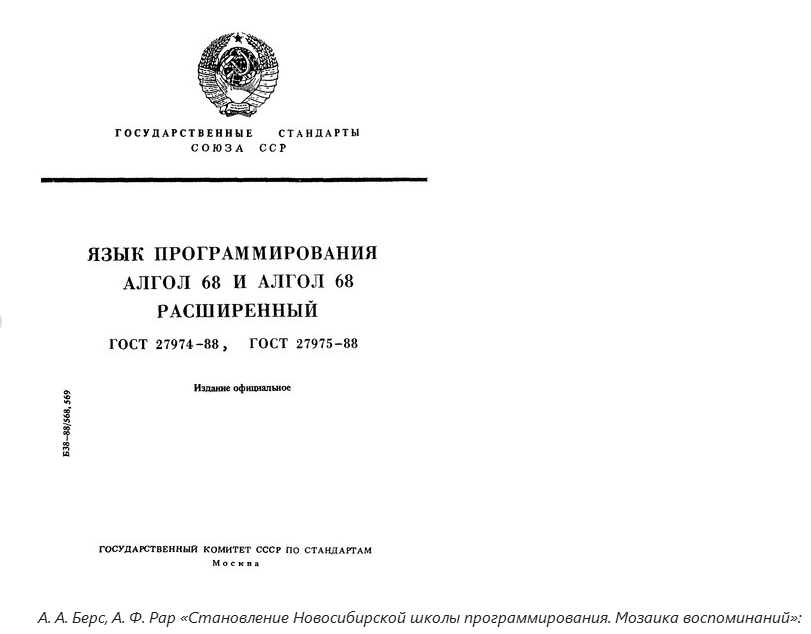 ГОСУДАРСТВЕННЫЕ СТАНДАРТЫ
СОЮЗА ССР
ЯЗЫК ПРОГРАММИРОВАНИЯ
АЛГОЛ 68 И АЛГОЛ 68
РАСШИРЕННЫЙ
ГОСТ 27974-88, ГОСТ 27975-88
Издание официальное
БЗ8—88/568, 569
ГОСУДАРСТВЕННЫЙ КОМИТЕТ СССР ПО СТАНДАРТАМ
Москва
А. А. Берс, А. Ф. Рар «Становление Новосибирской школы программирования. Мозаика воспоминаний»: